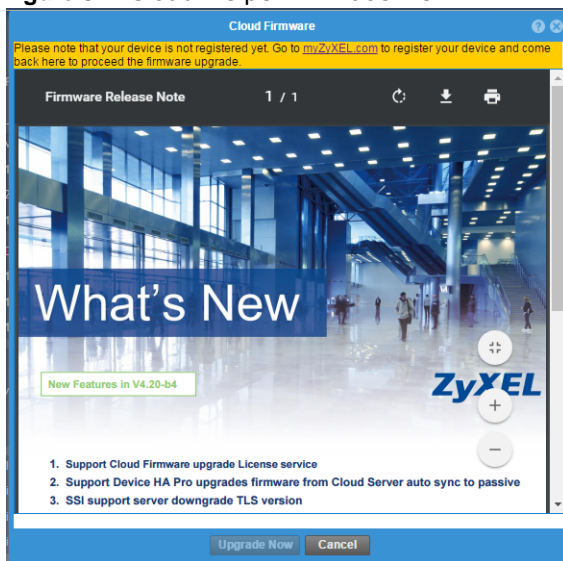 Cloud Firmware
Please note that your device is not registered yet. Go to myZyXEL.com to register your device and come
back here to proceed the firmware upgrade.
Firmware Release Note 1 / 1
What's New
New Features in V4.20-b4
ZyXEL
1. Support Cloud Firmware upgrade License service
2. Support Device HA Pro upgrades firmware from Cloud Server auto sync to passive
3. SSI support server downgrade TLS version
Upgrade Now Cancel